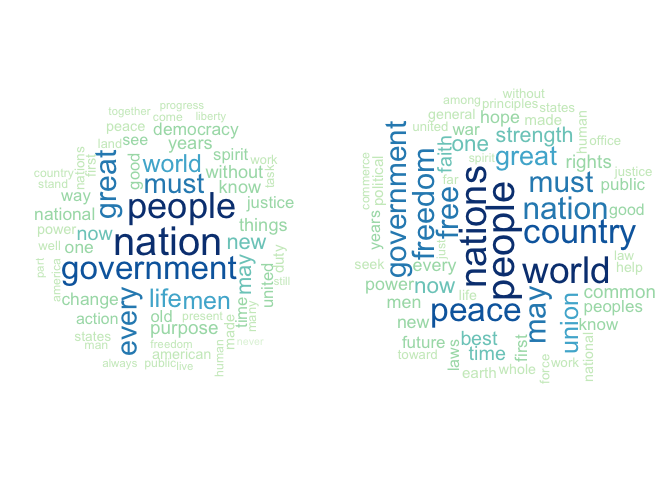 together
progress
come
liberty
peace
democracy
land
see
years
nations
first
good
great
world
spirit
work
country
stand
without
task
must
know
way
people
justice
national
things
power
now
nation
new
well
one
government
may
united
duty
still
part
america
change
life
men
time
many
every
action
old
purpose
present
made
states
man
freedom
american
never
always
public
live
human
without
among
principles
states
general
hope
made
united
war
one
strength
human
office
government
faith
spirit
great
rights
justice
commerce
political
freedom
free
far
must
public
nations
people
nation
good
years
just
country
law
seek
every
world
help
power
now
life
common
men
peace
may
union
peoples
new
know
future
best
first
time
laws
national
toward
whole
force
work
earth